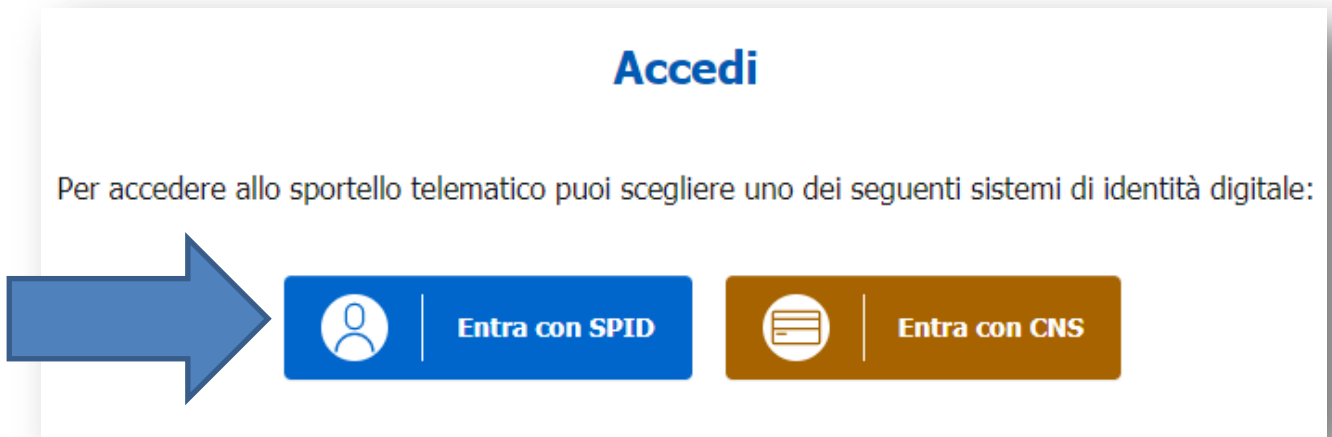 Accedi
Per accedere allo sportello telematico puoi scegliere uno dei seguenti sistemi di identità digitale:
Entra con SPID
Entra con CNS